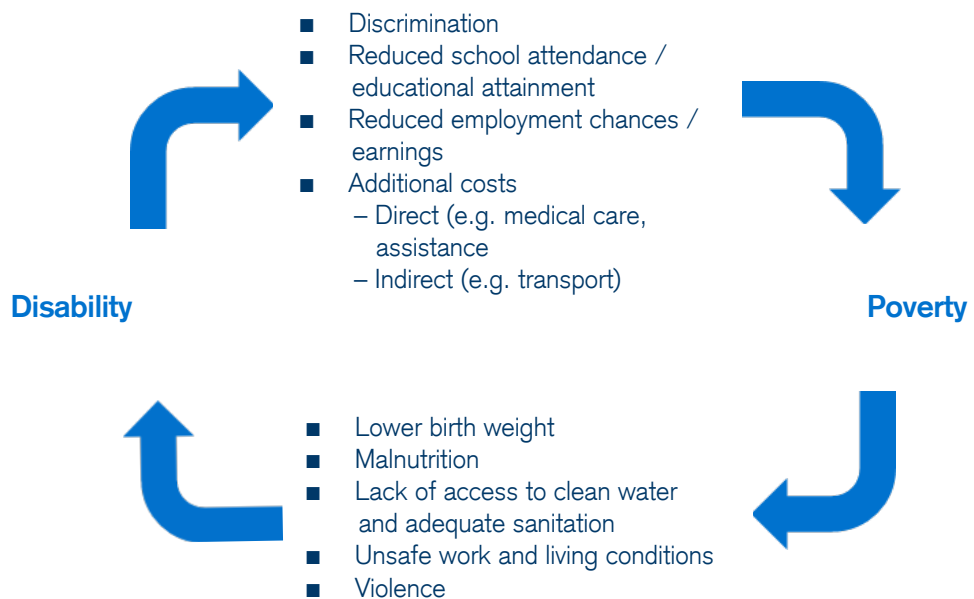 ■ Discrimination
■ Reduced school attendance /
educational attainment
■ Reduced employment chances /
earnings
■ Additional costs
– Direct (e.g. medical care,
assistance
– Indirect (e.g. transport)
Disability
Poverty
■ Lower birth weight
■ Malnutrition
■ Lack of access to clean water
and adequate sanitation
■ Unsafe work and living conditions
■ Violence